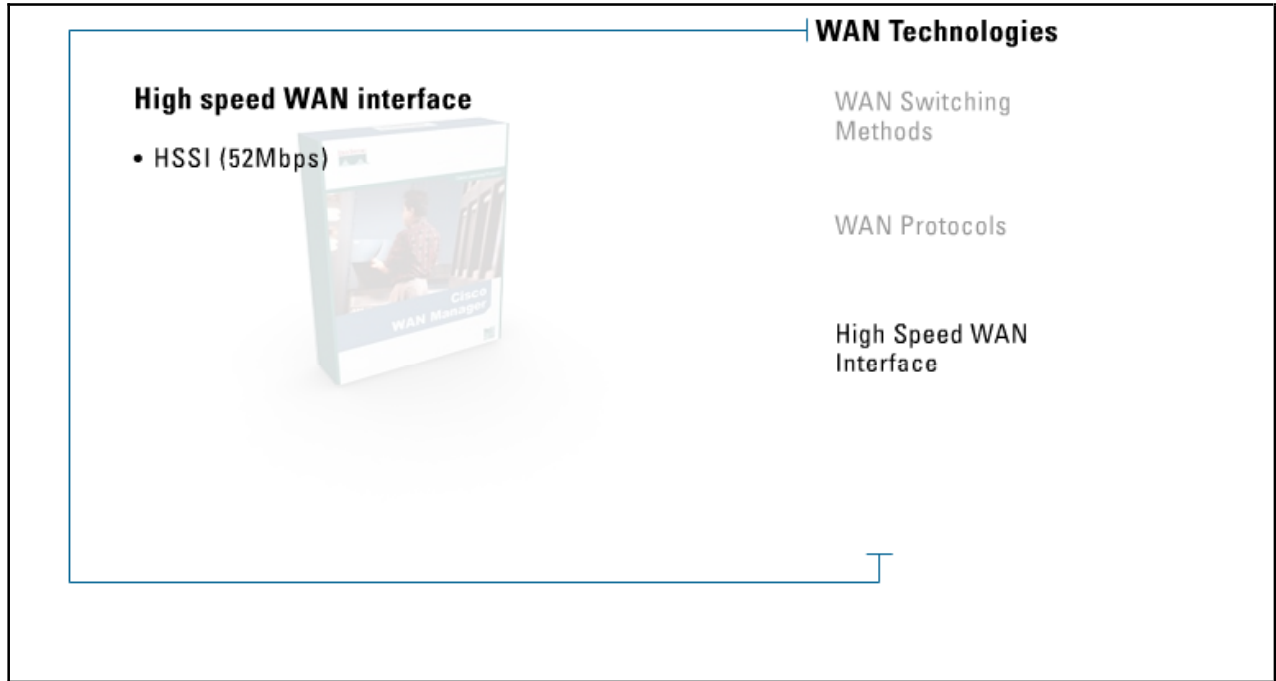 WAN Technologies
High speed WAN interface
• HSSI (52Mbps)
Cisco
WAN Manager
WAN Switching
Methods
WAN Protocols
High Speed WAN
Interface